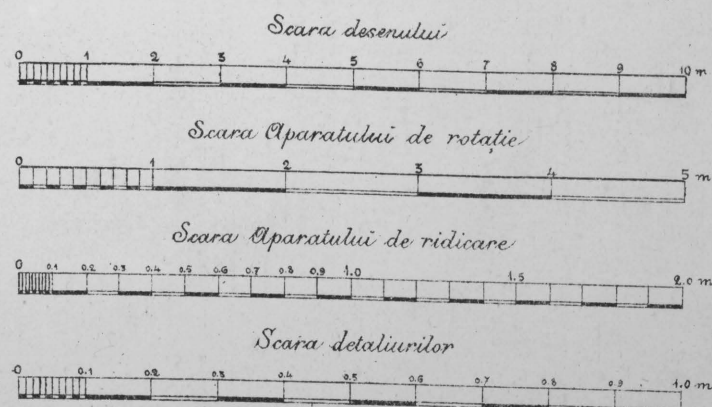 Scara desenului
0 1 2 3 4 5 6 7 8 9 10 m
Scara Aparatului de rotație
0 1 2 3 4 5 m
Scara Aparatului de ridicare
0 0.1 0.2 0.3 0.4 0.5 0.6 0.7 0.8 0.9 1.0 1.5 2.0 m
Scara detaliurilor
0 0.1 0.2 0.3 0.4 0.5 0.6 0.7 0.8 0.9 1.0 m